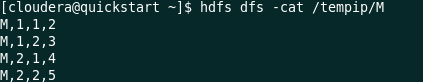 [cloudera@quickstart ~]$ hdfs dfs -cat /tempip/M
M,1,1,2
M,1,2,3
M,2,1,4
M,2,2,5